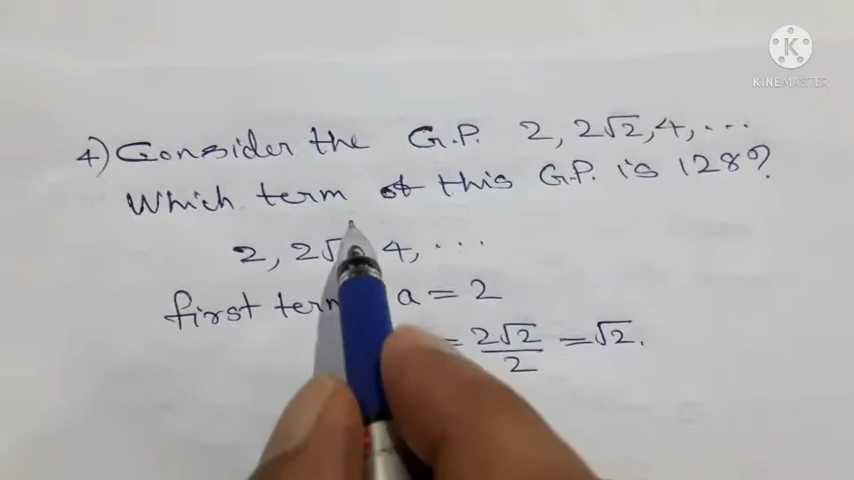 KINEMASTER
4) Consider the G.P. 2, 2√2, 4, ...
Which term of this G.P. is 128?
2, 2√ 4, ...
first term a = 2
= 2√2/2 = √2.